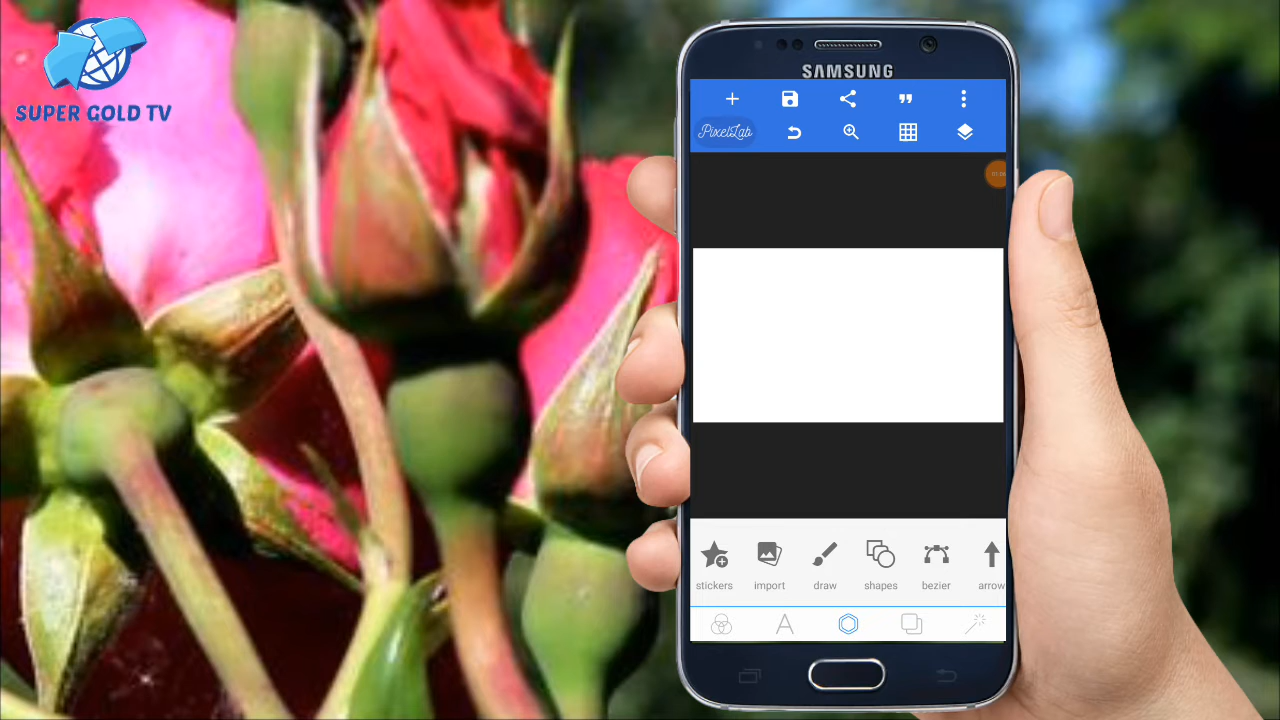 SUPER GOLD TV
SAMSUNG
PixelLab
stickers
import
draw
shapes
bezier
arrow